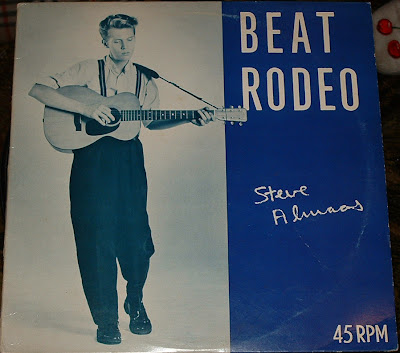 BEAT
RODEO
Steve
Almaas
45 RPM